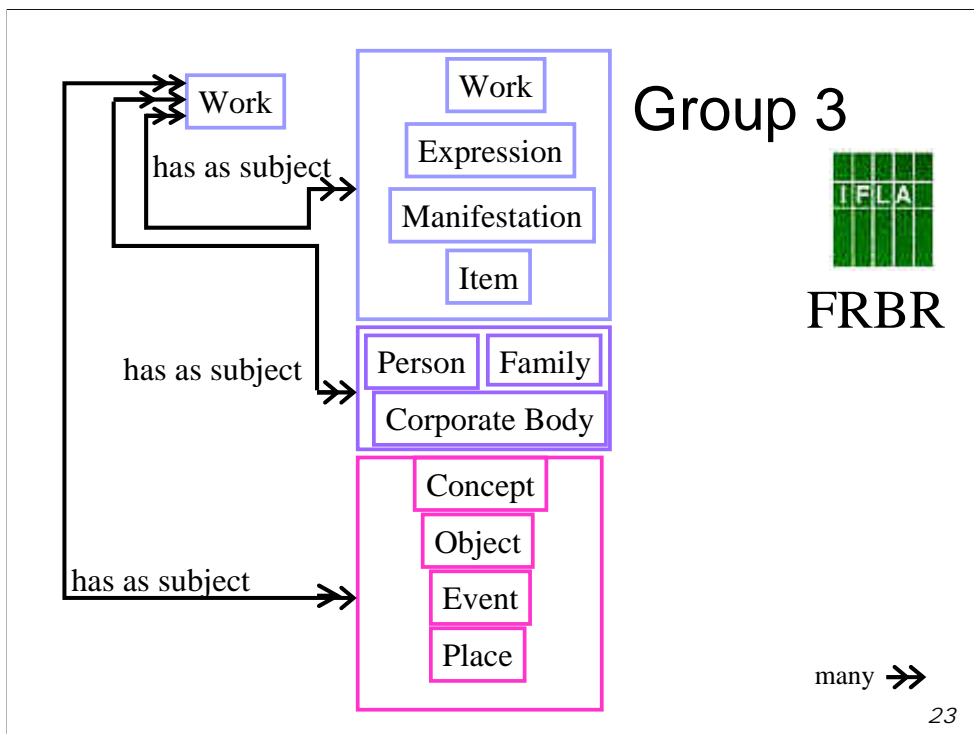 Work
has as subject
has as subject
has as subject
Work
Expression
Manifestation
Item
Person Family
Corporate Body
Concept
Object
Event
Place
Group 3
IFLA
FRBR
many
23